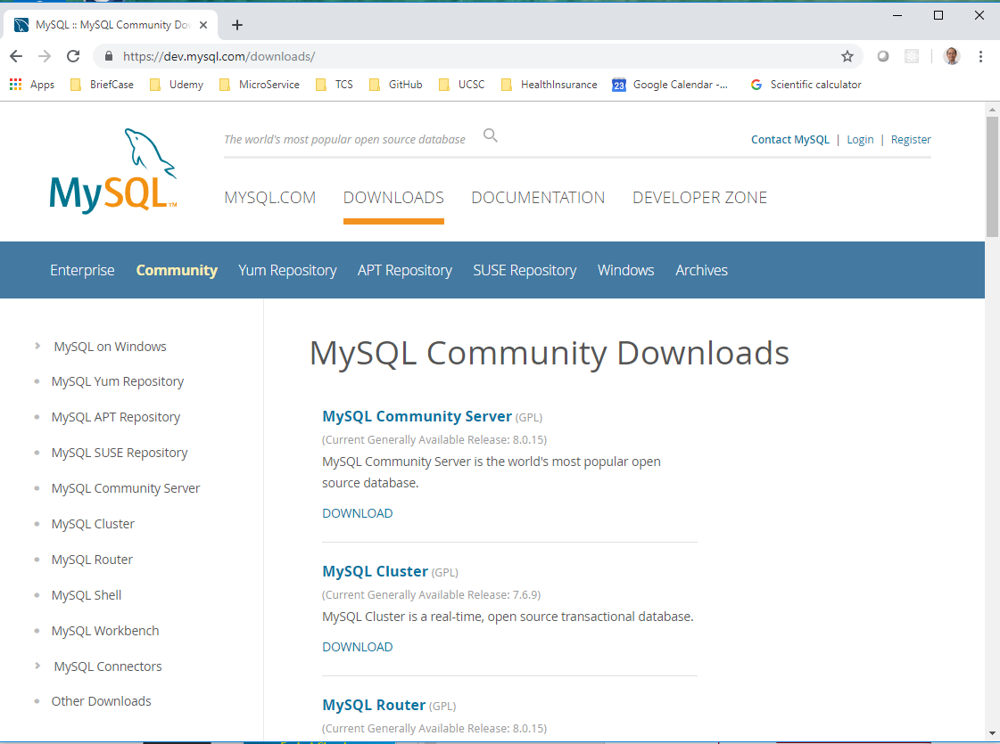 MySQL :: MySQL Community Dow
https://dev.mysql.com/downloads/
Apps BriefCase Udemy MicroService TCS GitHub UCSC HealthInsurance 23 Google Calendar -... G Scientific calculator
The world's most popular open source database
Contact MySQL | Login | Register
MySQL™
MYSQL.COM DOWNLOADS DOCUMENTATION DEVELOPER ZONE
Enterprise Community Yum Repository APT Repository SUSE Repository Windows Archives
MySQL on Windows
MySQL Yum Repository
MySQL APT Repository
MySQL SUSE Repository
MySQL Community Server
MySQL Cluster
MySQL Router
MySQL Shell
MySQL Workbench
MySQL Connectors
Other Downloads
MySQL Community Downloads
MySQL Community Server (GPL)
(Current Generally Available Release: 8.0.15)
MySQL Community Server is the world's most popular open
source database.
DOWNLOAD
MySQL Cluster (GPL)
(Current Generally Available Release: 7.6.9)
MySQL Cluster is a real-time, open source transactional database.
DOWNLOAD
MySQL Router (GPL)
(Current Generally Available Release: 8.0.15)